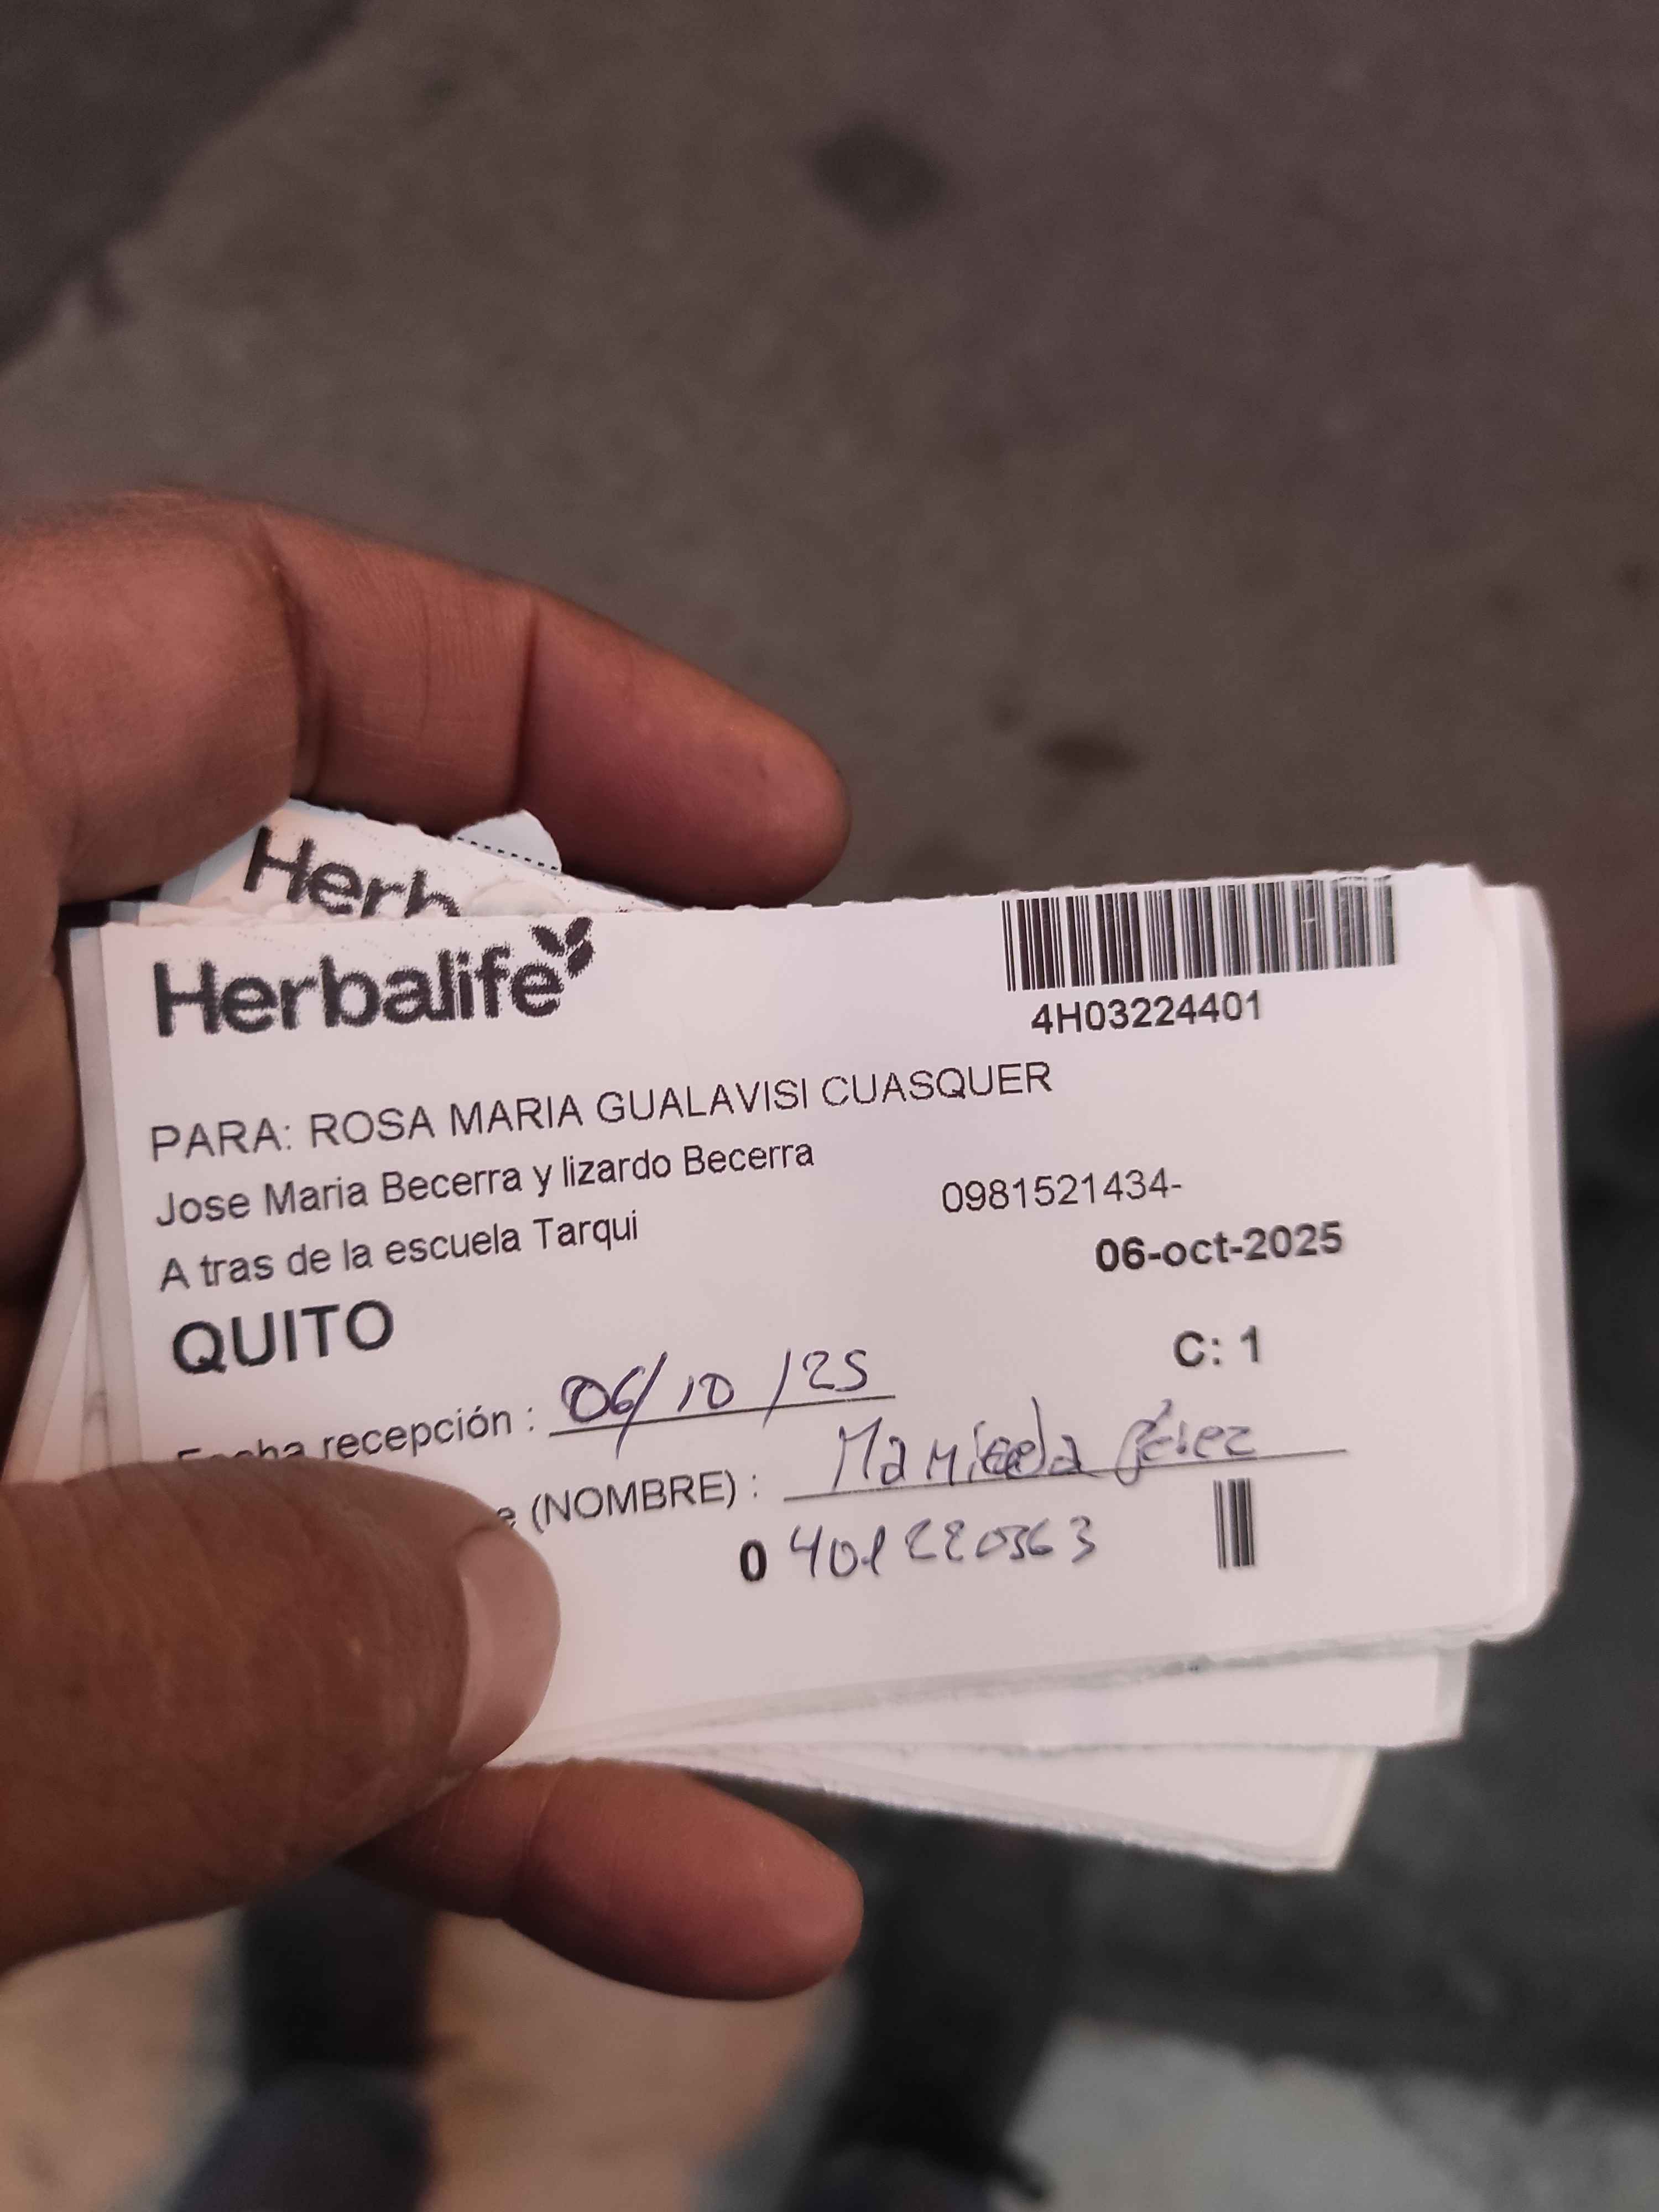 Herb
Herbalife
4H03224401
PARA: ROSA MARIA GUALAVISI CUASQUER
Jose Maria Becerra y lizardo Becerra
0981521434-
A tras de la escuela Tarqui
06-oct-2025
QUITO
C: 1
recepción : 06/10/25
(NOMBRE) : Pérez
0401220363